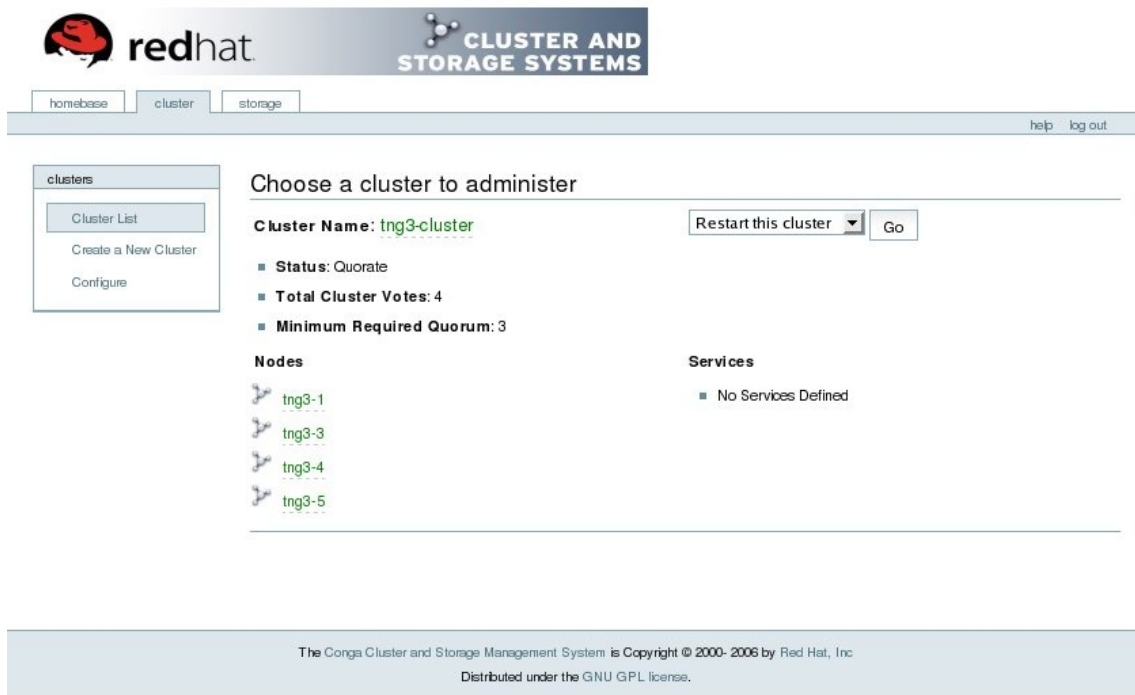 redhat.
CLUSTER AND
STORAGE SYSTEMS
homebase cluster storage
help log out
clusters
Cluster List
Create a New Cluster
Configure
Choose a cluster to administer
Cluster Name: tng3-cluster
Restart this cluster Go
Status: Quorate
Total Cluster Votes: 4
Minimum Required Quorum: 3
Nodes
tng3-1
tng3-3
tng3-4
tng3-5
Services
No Services Defined
The Conga Cluster and Storage Management System is Copyright © 2000- 2006 by Red Hat, Inc
Distributed under the GNU GPL license.